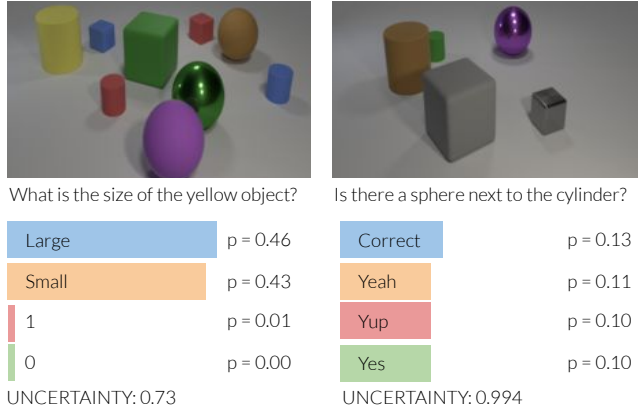 What is the size of the yellow object?
Large p = 0.46
Small p = 0.43
1 p = 0.01
0 p = 0.00
UNCERTAINTY: 0.73
Is there a sphere next to the cylinder?
Correct p = 0.13
Yeah p = 0.11
Yup p = 0.10
Yes p = 0.10
UNCERTAINTY: 0.994